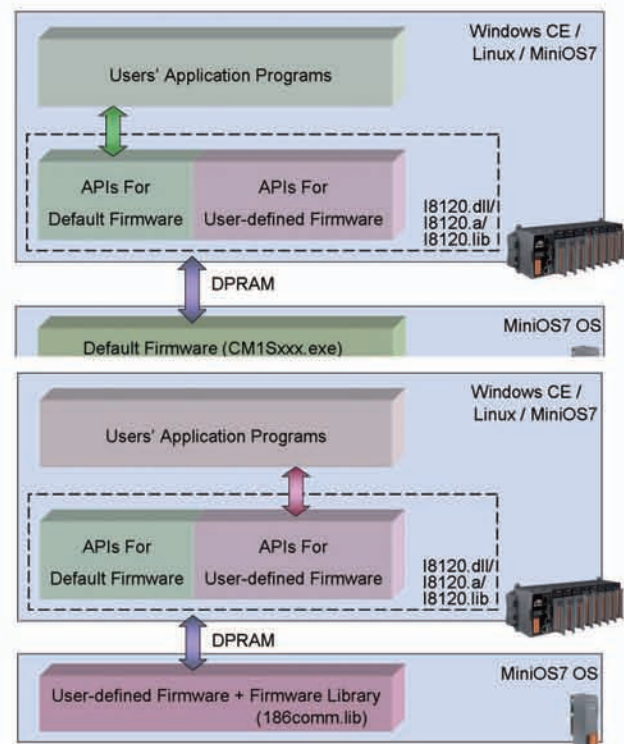 Windows CE /
Linux / MiniOS7
Users' Application Programs
APIs For
Default Firmware
APIs For
User-defined Firmware
I8120.dll/
I8120.a/
I8120.lib
DPRAM
MiniOS7 OS
Default Firmware (CM1Sxxx.exe)
Windows CE /
Linux / MiniOS7
Users' Application Programs
APIs For
Default Firmware
APIs For
User-defined Firmware
I8120.dll/
I8120.a/
I8120.lib
DPRAM
MiniOS7 OS
User-defined Firmware + Firmware Library
(186comm.lib)